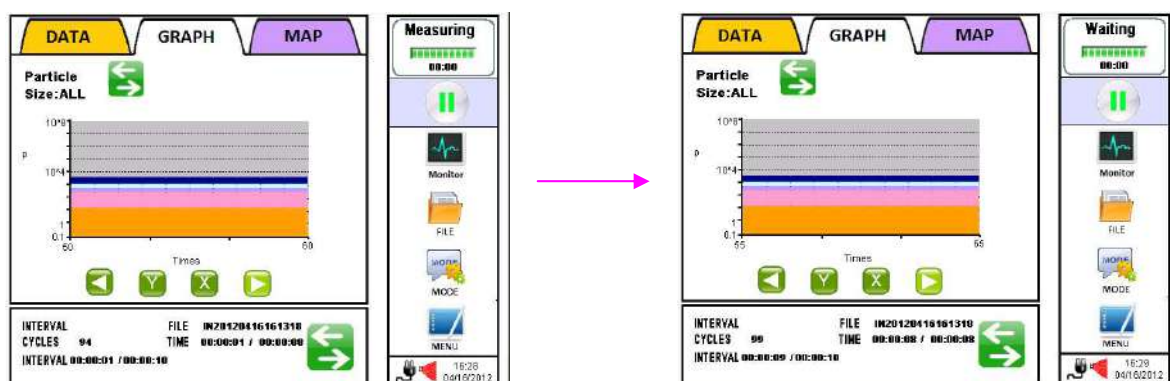 DATA GRAPH MAP
Particle
Size:ALL
10^8
P
10^4
1
0.1
50 60
Times
Y X
INTERVAL FILE IN20120416161318
CYCLES 94 TIME 00:00:01 / 00:00:08
INTERVAL 00:00:01 / 00:00:10
Measuring
00:00
Monitor
FILE
MODE
MODE
MENU
16:28
04/16/2012
DATA GRAPH MAP
Particle
Size:ALL
10^8
P
10^4
1
0.1
55 65
Times
Y X
INTERVAL FILE IN20120416161318
CYCLES 99 TIME 00:00:08 / 00:00:08
INTERVAL 00:00:09 / 00:00:10
Waiting
00:00
Monitor
FILE
MODE
MODE
MENU
16:29
04/16/2012